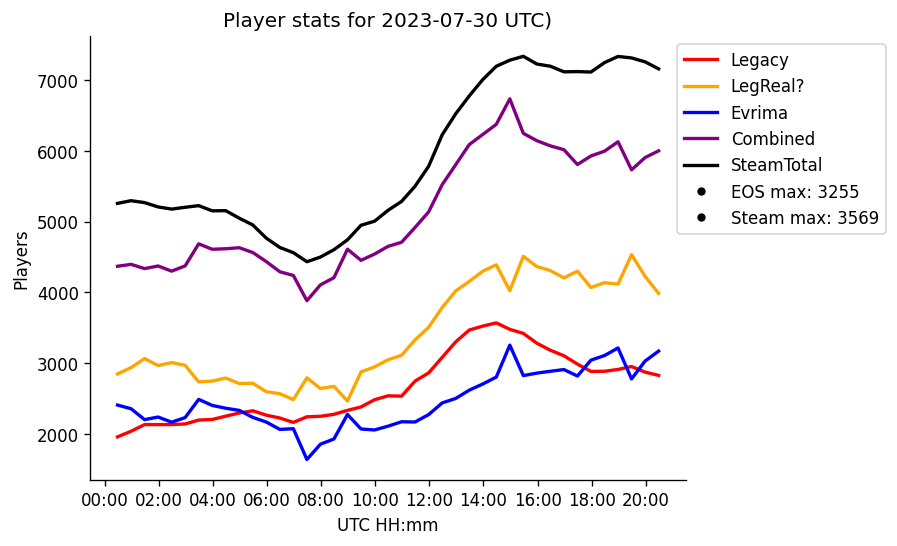 Player stats for 2023-07-30 UTC)
Legacy
LegReal?
Evrima
Combined
SteamTotal
EOS max: 3255
Steam max: 3569
Players
7000
6000
5000
4000
3000
2000
00:00 02:00 04:00 06:00 08:00 10:00 12:00 14:00 16:00 18:00 20:00
UTC HH:mm